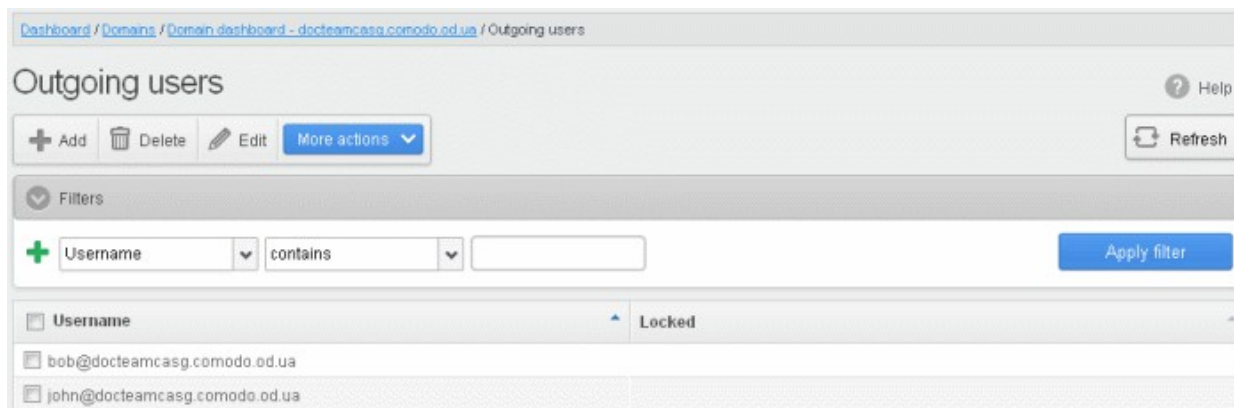 Dashboard / Domains / Domain dashboard - docteamcasg.comodo.od.ua / Outgoing users
Outgoing users
Help
Add Delete Edit More actions
Refresh
Filters
Username contains
Apply filter
Username Locked
bob@docteamcasg.comodo.od.ua
john@docteamcasg.comodo.od.ua